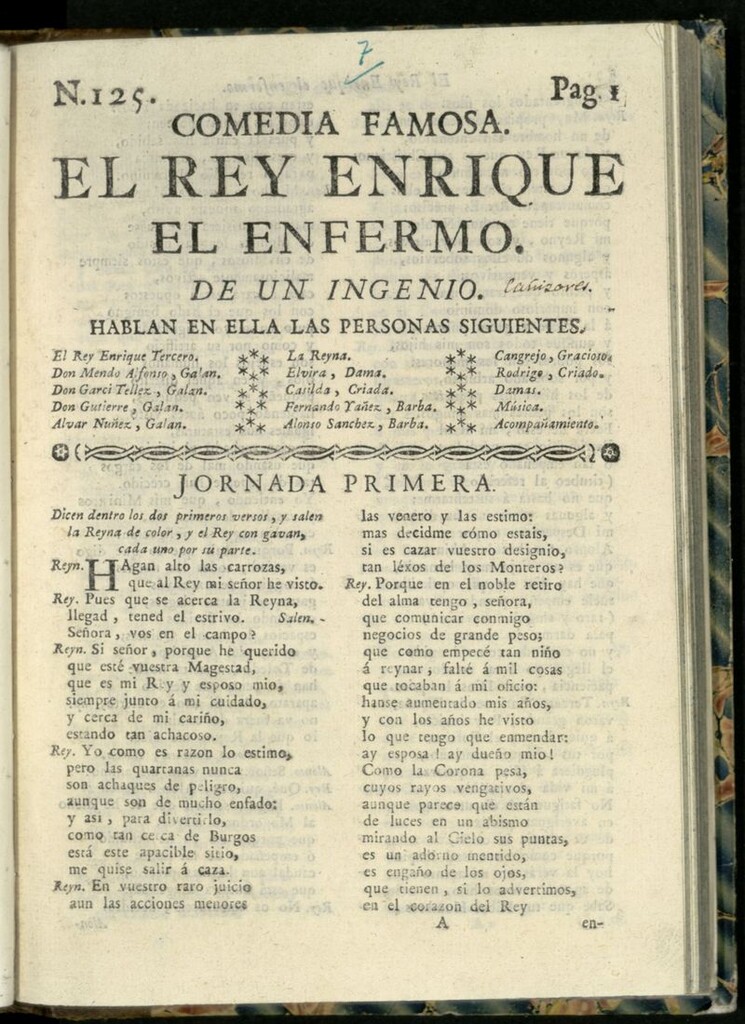 7
N.125.
Pag. 1
COMEDIA FAMOSA.
EL REY ENRIQUE
EL ENFERMO.
DE UN INGENIO. Cañizares.
HABLAN EN ELLA LAS PERSONAS SIGUIENTES.
El Rey Enrique Tercero. *** La Reyna. *** Cangrejo, Gracioso.
Don Mendo Alfonso, Galan. *** Elvira, Dama. *** Rodrigo, Criado.
Don Garci Tellez, Galan. *** Casilda, Criada. *** Damas.
Don Gutierre, Galan. *** Fernando Yañez, Barba. *** Música.
Alvar Nuñez, Galan. *** Alonso Sanchez, Barba. *** Acompañamiento.
JORNADA PRIMERA.
Dicen dentro los dos primeros versos, y salen
la Reyna de color, y el Rey con gavan,
cada uno por su parte.
Reyn. HAgan alto las carrozas,
que al Rey mi señor he visto.
Rey. Pues que se acerca la Reyna,
llegad, tened el estrivo. Salen.
Señora, vos en el campo?
Reyn. Si señor, porque he querido
que esté vuestra Magestad,
que es mi Rey y esposo mio,
siempre junto á mi cuidado,
y cerca de mi cariño,
estando tan achacoso.
Rey. Yo como es razon lo estimo,
pero las quartanas nunca
son achaques de peligro,
aunque son de mucho enfado:
y asi, para divertirlo,
como tan cerca de Burgos
está este apacible sitio,
me quise salir á caza.
Reyn. En vuestro raro juicio
aun las acciones menores
las venero y las estimo:
mas decidme cómo estais,
si es cazar vuestro designio,
tan léxos de los Monteros?
Rey. Porque en el noble retiro
del alma tengo, señora,
que comunicar conmigo
negocios de grande peso;
que como empecé tan niño
á reynar, falté á mil cosas
que tocaban á mi oficio:
hanse aumentado mis años,
y con los años he visto
lo que tengo que enmendar:
ay esposa! ay dueño mio!
Como la Corona pesa,
cuyos rayos vengativos,
aunque parece que están
de luces en un abismo
mirando al Cielo sus puntas,
es un adorno mentido,
es engaño de los ojos,
que tienen, si lo advertimos,
en el corazon del Rey
A
en-